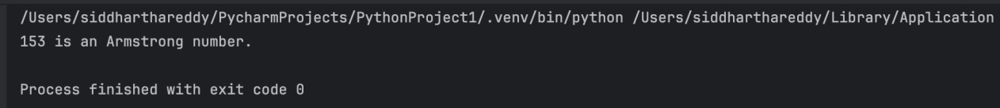 /Users/siddharthareddy/PycharmProjects/PythonProject1/.venv/bin/python /Users/siddharthareddy/Library/Application
153 is an Armstrong number.
Process finished with exit code 0